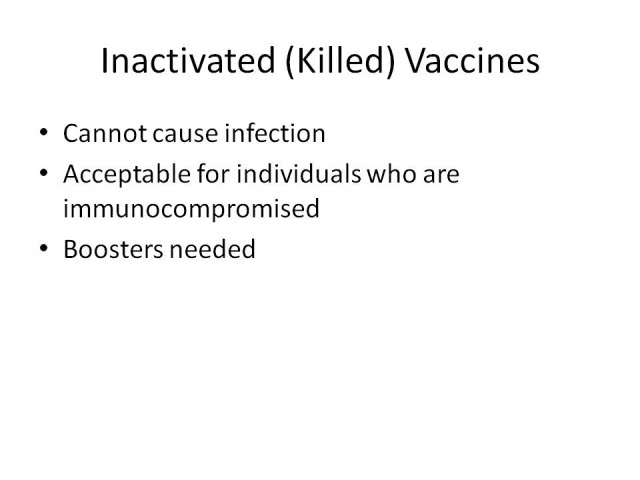 Inactivated (Killed) Vaccines
• Cannot cause infection
• Acceptable for individuals who are
immunocompromised
• Boosters needed